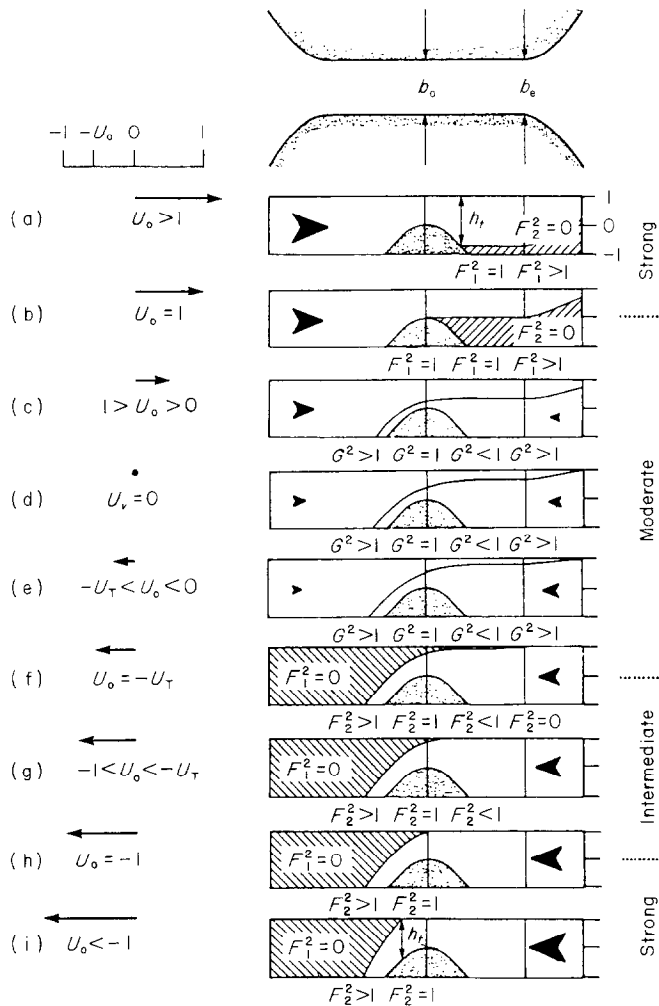 b₀ bₑ
-1 -U₀ 0 1
(a) U₀>1 hₜ F₂²=0 1 0 -1
F₁²=1 F₁²>1
Strong
(b) U₀=1 F₂²=0
F₁²=1 F₁²=1 F₁²>1
(c) 1>U₀>0
G²>1 G²=1 G²<1 G²>1
(d) Uᵥ=0
G²>1 G²=1 G²<1 G²>1
Moderate
(e) -U_T<U₀<0
G²>1 G²=1 G²<1 G²>1
(f) U₀=-U_T F₁²=0
F₂²>1 F₂²=1 F₂²<1 F₂²=0
(g) -1<U₀<-U_T F₁²=0
F₂²>1 F₂²=1 F₂²<1
Intermediate
(h) U₀=-1 F₁²=0
F₂²>1 F₂²=1
(i) U₀<-1 F₁²=0 hₜ
F₂²>1 F₂²=1
Strong